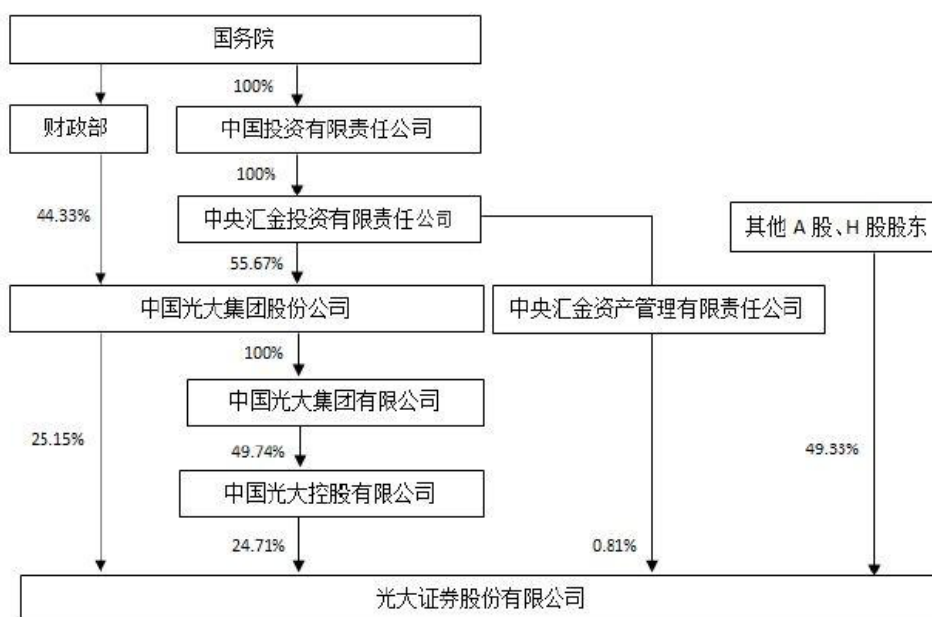 国务院
100%
财政部
中国投资有限责任公司
100%
44.33%
中央汇金投资有限责任公司
其他 A 股、H 股股东
55.67%
中国光大集团股份公司
中央汇金资产管理有限责任公司
100%
中国光大集团有限公司
25.15%
49.74%
49.33%
中国光大控股有限公司
24.71%
0.81%
光大证券股份有限公司